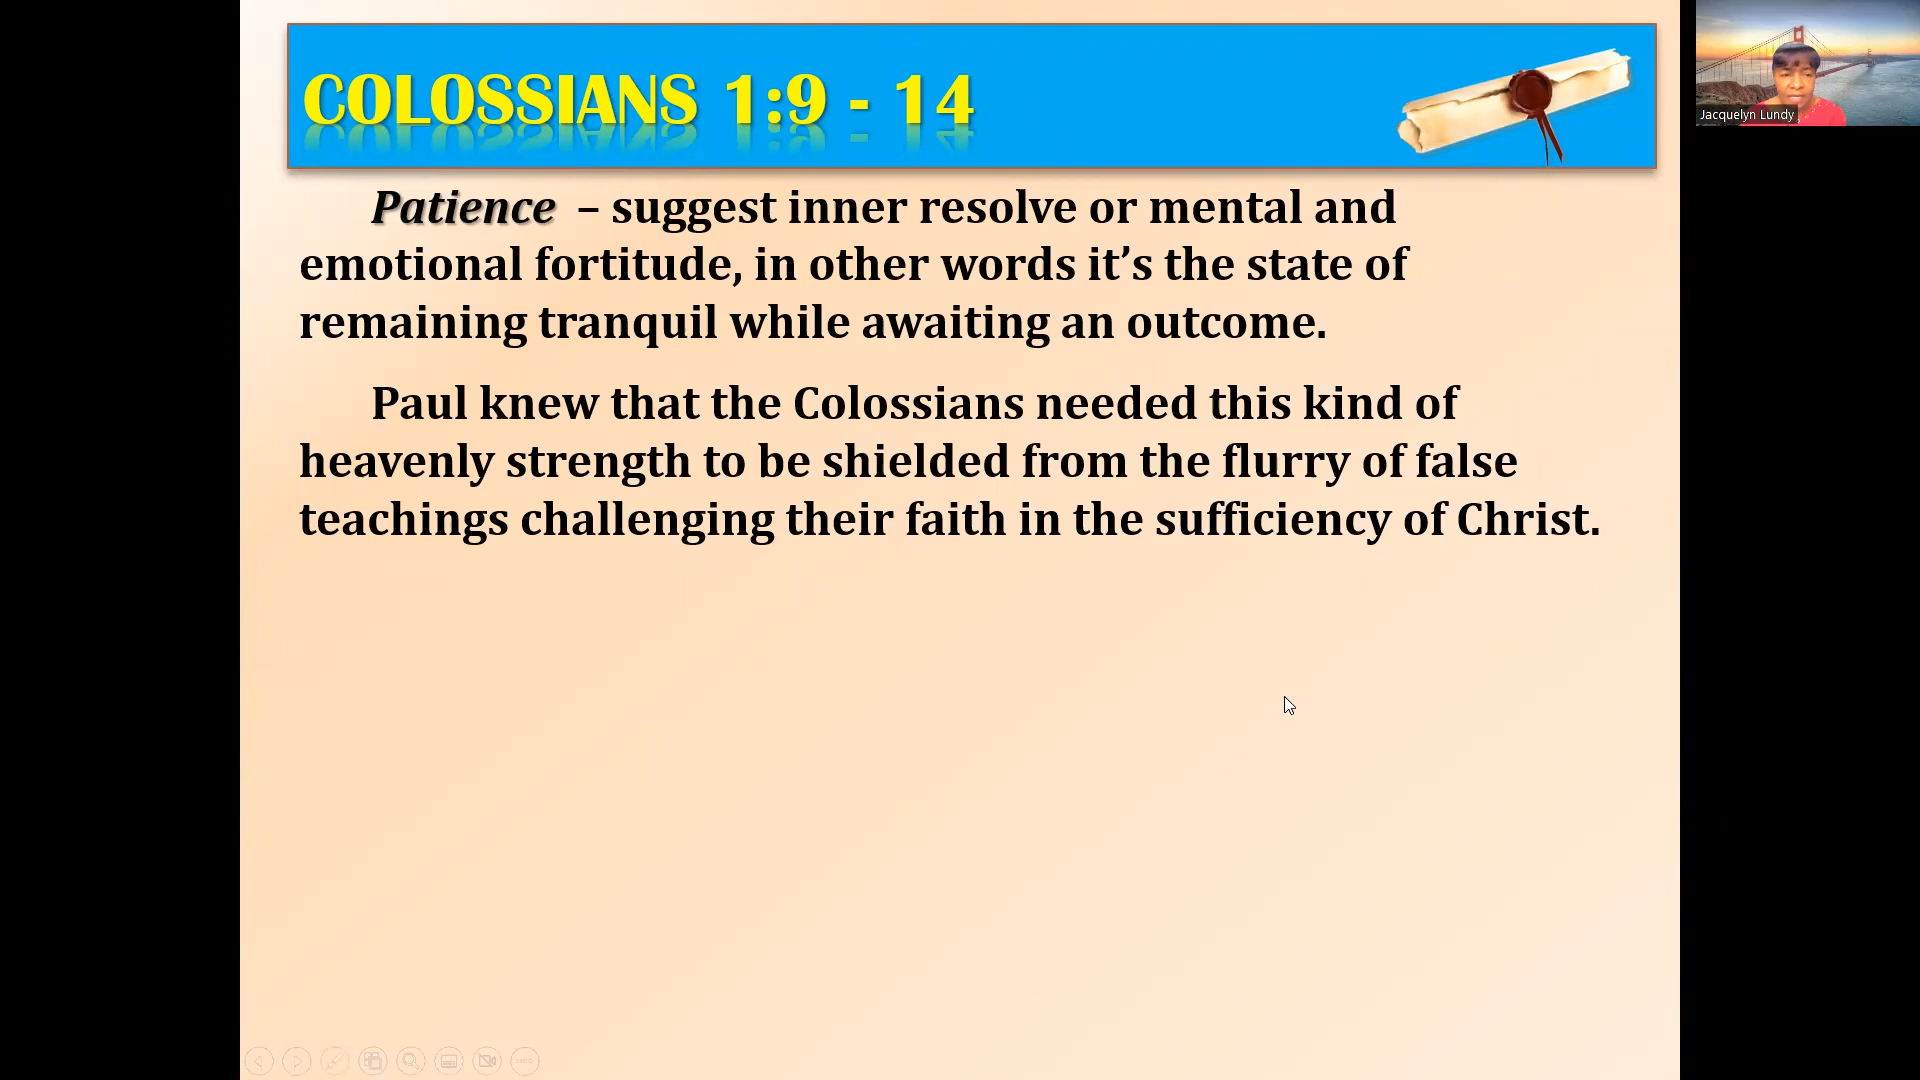 COLOSSIANS 1:9 - 14
Jacquelyn Lundy
Patience – suggest inner resolve or mental and
emotional fortitude, in other words it’s the state of
remaining tranquil while awaiting an outcome.
Paul knew that the Colossians needed this kind of
heavenly strength to be shielded from the flurry of false
teachings challenging their faith in the sufficiency of Christ.